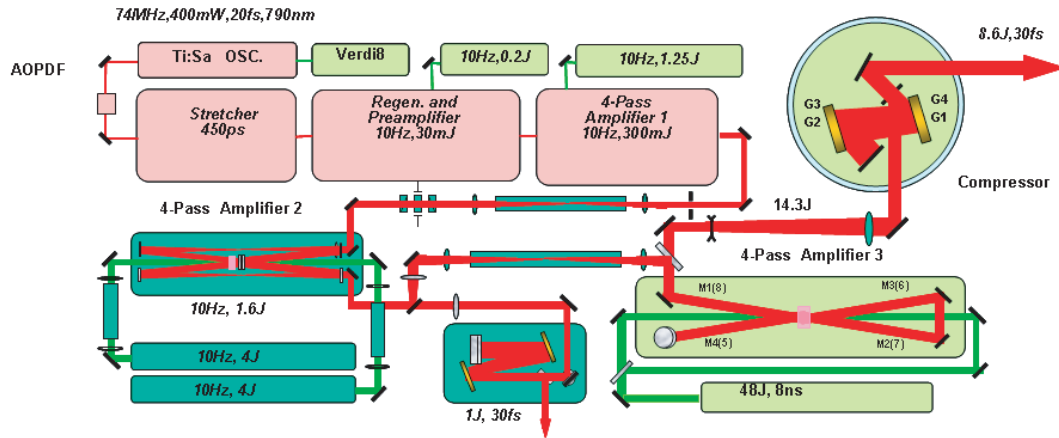 74MHz,400mW,20fs,790nm
8.6J,30fs
AOPDF
Ti:Sa OSC.
Verdi8
10Hz,0.2J
10Hz,1.25J
Stretcher
450ps
Regen. and
Preamplifier
10Hz,30mJ
4-Pass
Amplifier 1
10Hz,300mJ
G3
G2
G4
G1
Compressor
4-Pass Amplifier 2
14.3J
4-Pass Amplifier 3
10Hz, 1.6J
M1(8)
M3(6)
M4(5)
M2(7)
10Hz, 4J
10Hz, 4J
1J, 30fs
48J, 8ns